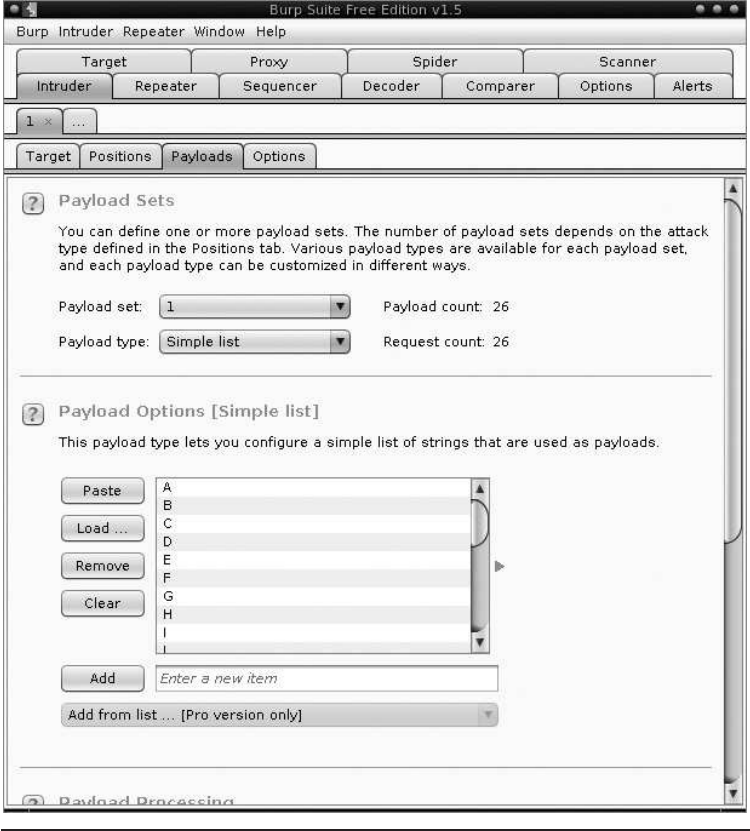 Burp Suite Free Edition v1.5
Burp Intruder Repeater Window Help
Target Proxy Spider Scanner
Intruder Repeater Sequencer Decoder Comparer Options Alerts
1 × ...
Target Positions Payloads Options
? Payload Sets
You can define one or more payload sets. The number of payload sets depends on the attack
type defined in the Positions tab. Various payload types are available for each payload set,
and each payload type can be customized in different ways.
Payload set: 1 Payload count: 26
Payload type: Simple list Request count: 26
? Payload Options [Simple list]
This payload type lets you configure a simple list of strings that are used as payloads.
Paste
Load ...
Remove
Clear
A
B
C
D
E
F
G
H
I
Add Enter a new item
Add from list ... [Pro version only]
? Payload Processing